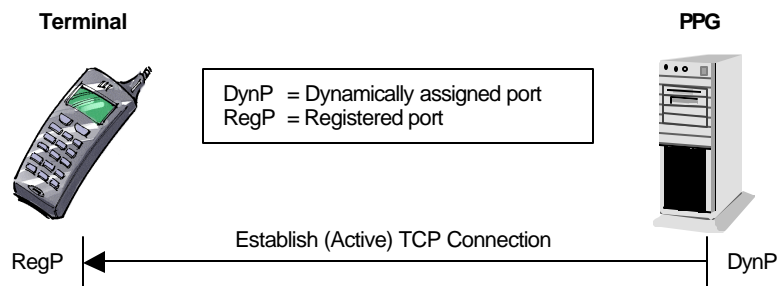 Terminal
PPG
DynP = Dynamically assigned port
RegP = Registered port
Establish (Active) TCP Connection
RegP
DynP